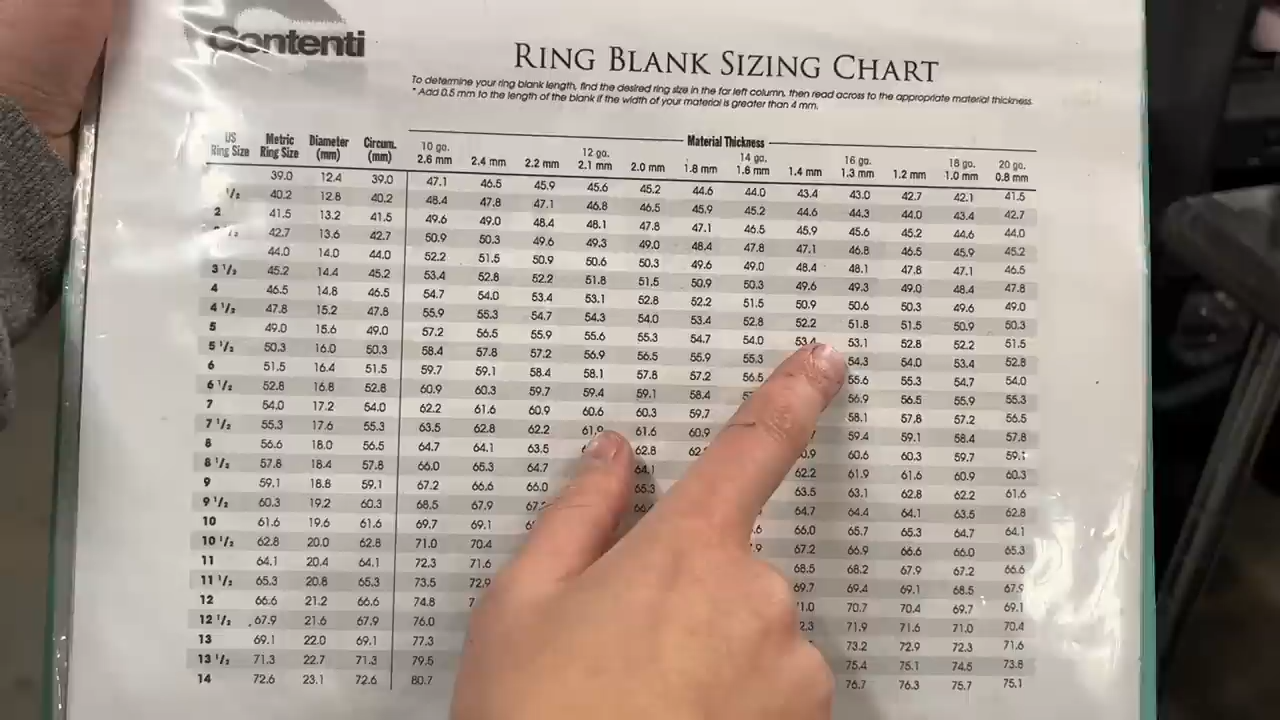 Contenti
RING BLANK SIZING CHART
To determine your ring blank length, find the desired ring size in the far left column, then read across to the appropriate material thickness.
* Add 0.5 mm to the length of the blank if the width of your material is greater than 4 mm.
Material Thickness
US Ring Size Metric Ring Size Diameter (mm) Circum. (mm) 10 ga. 2.6 mm 2.4 mm 2.2 mm 12 ga. 2.1 mm 2.0 mm 1.8 mm 14 ga. 1.6 mm 1.4 mm 16 ga. 1.3 mm 1.2 mm 18 ga. 1.0 mm 20 ga. 0.8 mm
39.0 12.4 39.0 47.1 46.5 45.9 45.6 45.2 44.6 44.0 43.4 43.0 42.7 42.1 41.5
1/2 40.2 12.8 40.2 48.4 47.8 47.1 46.8 46.5 45.9 45.2 44.6 44.3 44.0 43.4 42.7
2 41.5 13.2 41.5 49.6 49.0 48.4 48.1 47.8 47.1 46.5 45.9 45.6 45.2 44.6 44.0
42.7 13.6 42.7 50.9 50.3 49.6 49.3 49.0 48.4 47.8 47.1 46.8 46.5 45.9 45.2
44.0 14.0 44.0 52.2 51.5 50.9 50.6 50.3 49.6 49.0 48.4 48.1 47.8 47.1 46.5
3 1/2 45.2 14.4 45.2 53.4 52.8 52.2 51.8 51.5 50.9 50.3 49.6 49.3 49.0 48.4 47.8
4 46.5 14.8 46.5 54.7 54.0 53.4 53.1 52.8 52.2 51.5 50.9 50.6 50.3 49.6 49.0
4 1/2 47.8 15.2 47.8 55.9 55.3 54.7 54.3 54.0 53.4 52.8 52.2 51.8 51.5 50.9 50.3
5 49.0 15.6 49.0 57.2 56.5 55.9 55.6 55.3 54.7 54.0 53.4 53.1 52.8 52.2 51.5
5 1/2 50.3 16.0 50.3 58.4 57.8 57.2 56.9 56.5 55.9 55.3 54.3 54.0 53.4 52.8
6 51.5 16.4 51.5 59.7 59.1 58.4 58.1 57.8 57.2 56.5 55.6 55.3 54.7 54.0
6 1/2 52.8 16.8 52.8 60.9 60.3 59.7 59.4 59.1 58.4 56.9 56.5 55.9 55.3
7 54.0 17.2 54.0 62.2 61.6 60.9 60.6 60.3 59.7 58.1 57.8 57.2 56.5
7 1/2 55.3 17.6 55.3 63.5 62.8 62.2 61.9 61.6 60.9 59.4 59.1 58.4 57.8
8 56.6 18.0 56.5 64.7 64.1 63.5 62.8 60.6 60.3 59.7 59.1
8 1/2 57.8 18.4 57.8 66.0 65.3 64.7 64.1 62.2 61.9 61.6 60.9 60.3
9 59.1 18.8 59.1 67.2 66.6 66.0 65.3 63.5 63.1 62.8 62.2 61.6
9 1/2 60.3 19.2 60.3 68.5 67.9 64.7 64.4 64.1 63.5 62.8
10 61.6 19.6 61.6 69.7 69.1 66.0 65.7 65.3 64.7 64.1
10 1/2 62.8 20.0 62.8 71.0 70.4 67.2 66.9 66.6 66.0 65.3
11 64.1 20.4 64.1 72.3 71.6 68.5 68.2 67.9 67.2 66.6
11 1/2 65.3 20.8 65.3 73.5 72.9 69.7 69.4 69.1 68.5 67.9
12 66.6 21.2 66.6 74.8 70.7 70.4 69.7 69.1
12 1/2 67.9 21.6 67.9 76.0 71.9 71.6 71.0 70.4
13 69.1 22.0 69.1 77.3 73.2 72.9 72.3 71.6
13 1/2 71.3 22.7 71.3 79.5 75.4 75.1 74.5 73.8
14 72.6 23.1 72.6 80.7 76.7 76.3 75.7 75.1